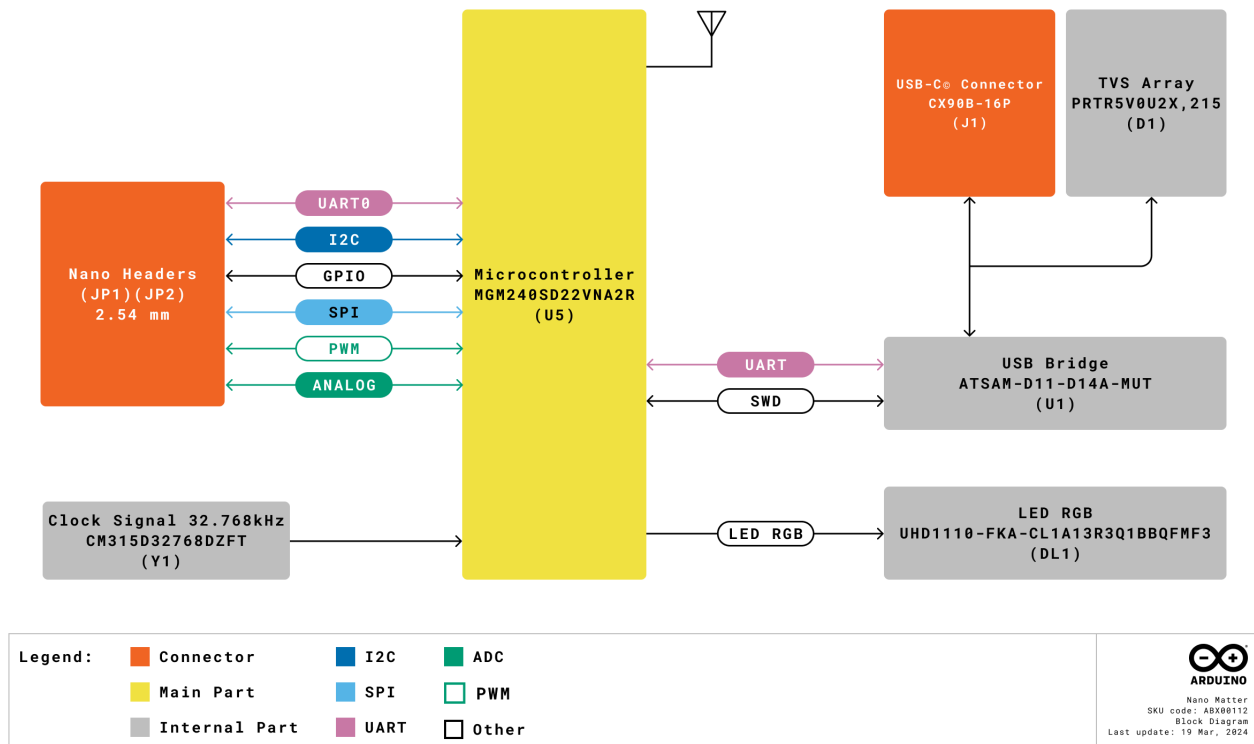 USB-C© Connector
CX90B-16P
(J1)
TVS Array
PRTR5V0U2X,215
(D1)
UART0
I2C
GPIO
SPI
PWM
ANALOG
Nano Headers
(JP1)(JP2)
2.54 mm
Microcontroller
MGM240SD22VNA2R
(U5)
UART
SWD
USB Bridge
ATSAM-D11-D14A-MUT
(U1)
Clock Signal 32.768kHz
CM315D32768DZFT
(Y1)
LED RGB
LED RGB
UHD1110-FKA-CL1A13R3Q1BBQFMF3
(DL1)
Legend:
Connector
Main Part
Internal Part
I2C
SPI
UART
ADC
PWM
Other
ARDUINO
Nano Matter
SKU code: ABX00112
Block Diagram
Last update: 19 Mar, 2024